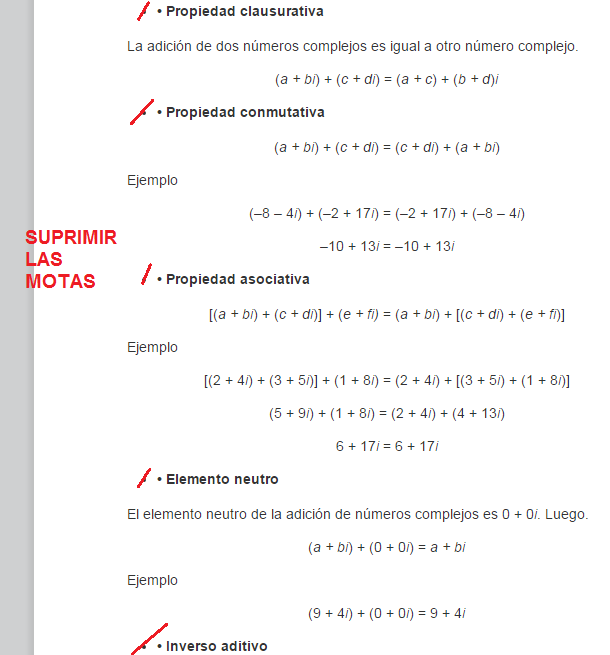 • Propiedad clausurativa
La adición de dos números complejos es igual a otro número complejo.
(a + bi) + (c + di) = (a + c) + (b + d)i
• • Propiedad conmutativa
(a + bi) + (c + di) = (c + di) + (a + bi)
Ejemplo
(–8 – 4i) + (–2 + 17i) = (–2 + 17i) + (–8 – 4i)
–10 + 13i = –10 + 13i
SUPRIMIR
LAS
MOTAS
• Propiedad asociativa
[(a + bi) + (c + di)] + (e + fi) = (a + bi) + [(c + di) + (e + fi)]
Ejemplo
[(2 + 4i) + (3 + 5i)] + (1 + 8i) = (2 + 4i) + [(3 + 5i) + (1 + 8i)]
(5 + 9i) + (1 + 8i) = (2 + 4i) + (4 + 13i)
6 + 17i = 6 + 17i
• • Elemento neutro
El elemento neutro de la adición de números complejos es 0 + 0i. Luego.
(a + bi) + (0 + 0i) = a + bi
Ejemplo
(9 + 4i) + (0 + 0i) = 9 + 4i
• • Inverso aditivo